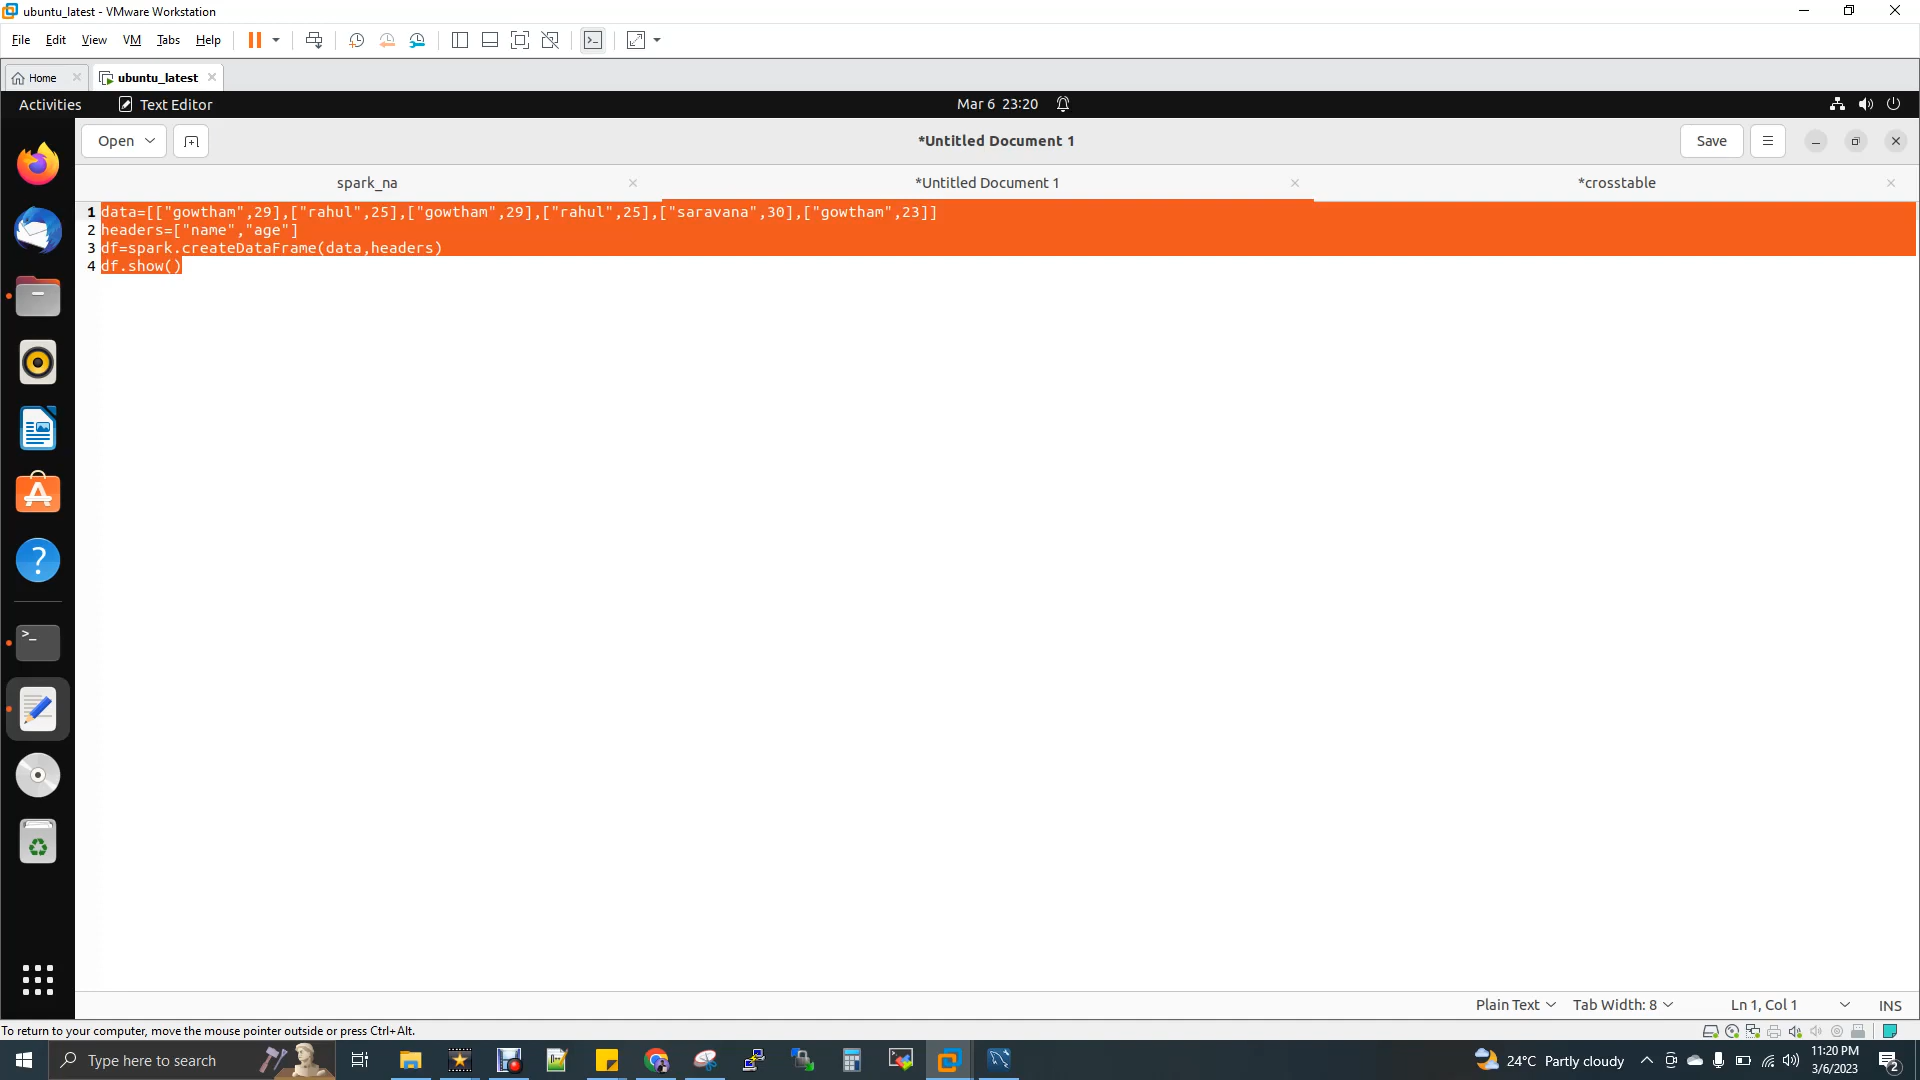 ubuntu_latest - VMware Workstation
File Edit View VM Tabs Help
Home ubuntu_latest
Activities Text Editor Mar 6 23:20
Open *Untitled Document 1 Save
spark_na *Untitled Document 1 *crosstable
1 data=[["gowtham",29],["rahul",25],["gowtham",29],["rahul",25],["saravana",30],["gowtham",23]]
2 headers=["name","age"]
3 df=spark.createDataFrame(data,headers)
4 df.show()
Plain Text Tab Width: 8 Ln 1, Col 1 INS
To return to your computer, move the mouse pointer outside or press Ctrl+Alt.
Type here to search 24°C Partly cloudy 11:20 PM
3/6/2023 2